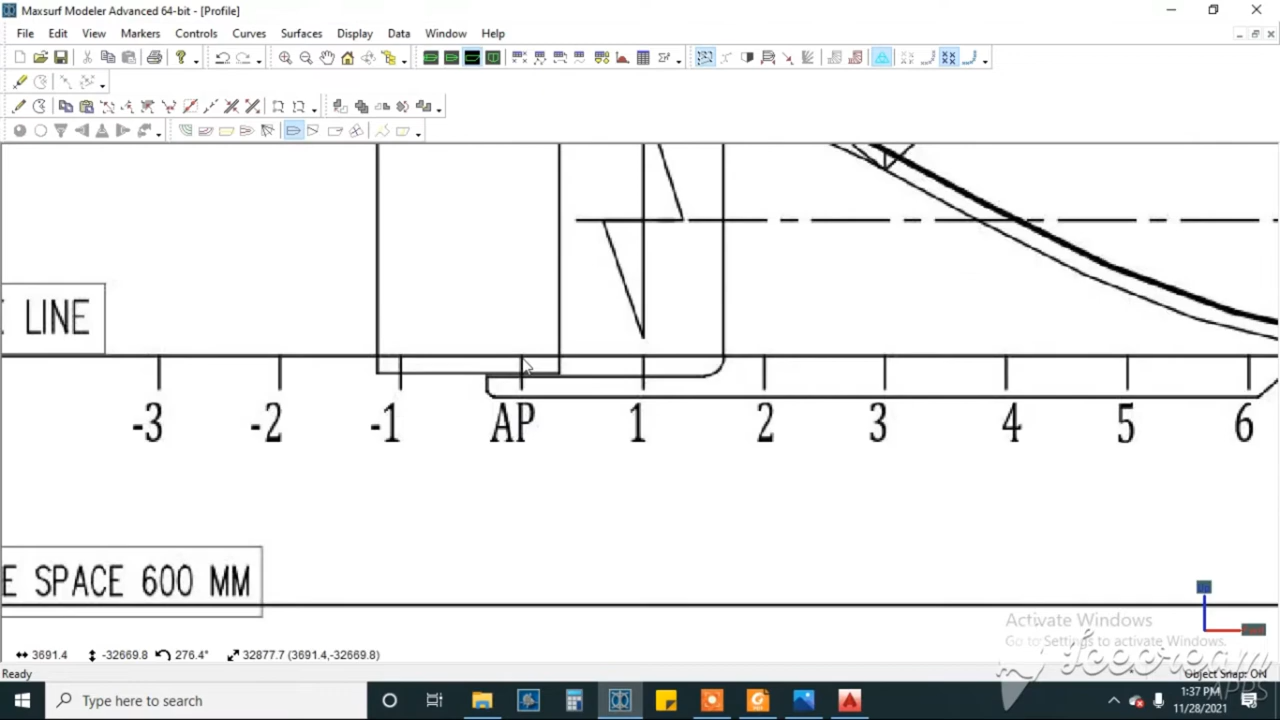 Maxsurf Modeler Advanced 64-bit - [Profile]
File Edit View Markers Controls Curves Surfaces Display Data Window Help
LINE
-3 -2 -1 AP 1 2 3 4 5 6
E SPACE 600 MM
Activate Windows
Go to Settings to activate Windows.
3691.4 -32669.8 276.4° 32877.7 (3691.4,-32669.8)
Icecream
APPS
Ready
Object Snap: ON
Type here to search
1:37 PM
11/28/2021